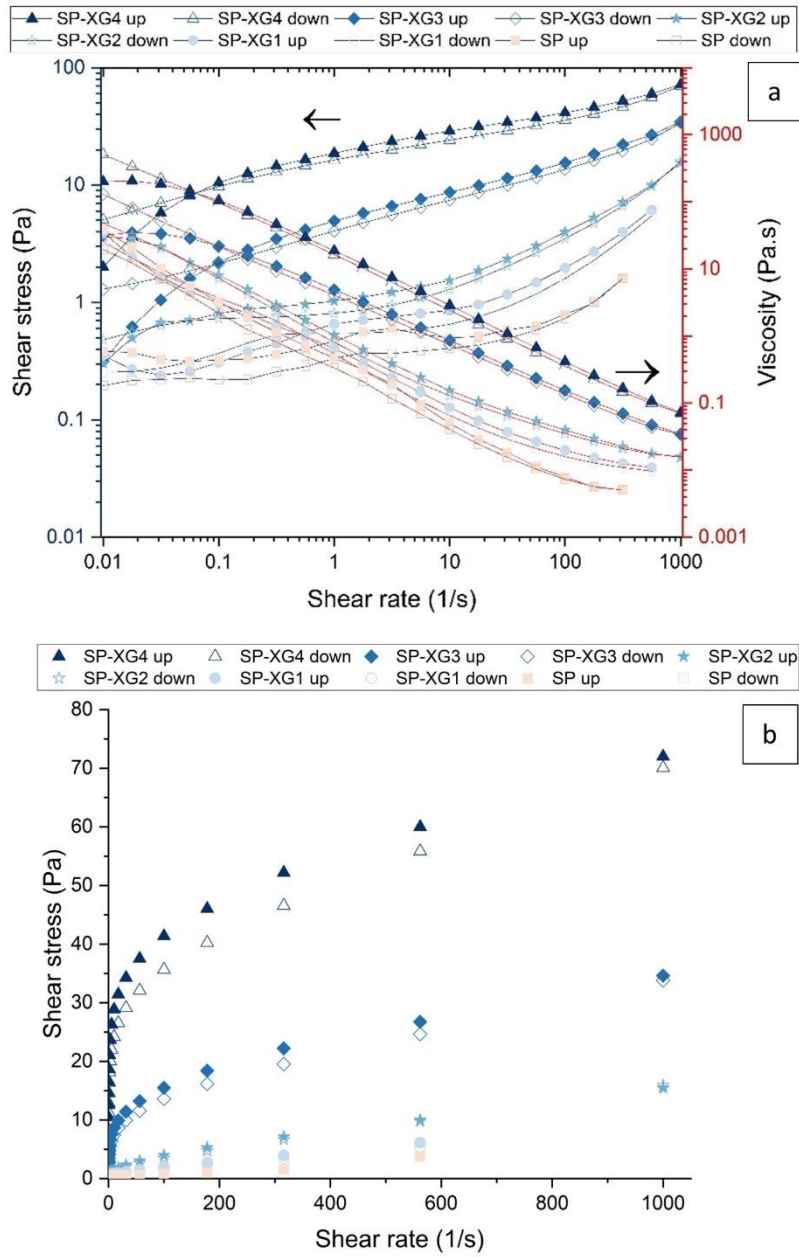 SP-XG4 up SP-XG4 down SP-XG3 up SP-XG3 down SP-XG2 up
SP-XG2 down SP-XG1 up SP-XG1 down SP up SP down
a
100
10
1
0.1
0.01
Shear stress (Pa)
1000
10
0.1
0.001
Viscosity (Pa.s)
0.01 0.1 1 10 100 1000
Shear rate (1/s)
SP-XG4 up SP-XG4 down SP-XG3 up SP-XG3 down SP-XG2 up
SP-XG2 down SP-XG1 up SP-XG1 down SP up SP down
b
80
70
60
50
40
30
20
10
0
Shear stress (Pa)
0 200 400 600 800 1000
Shear rate (1/s)